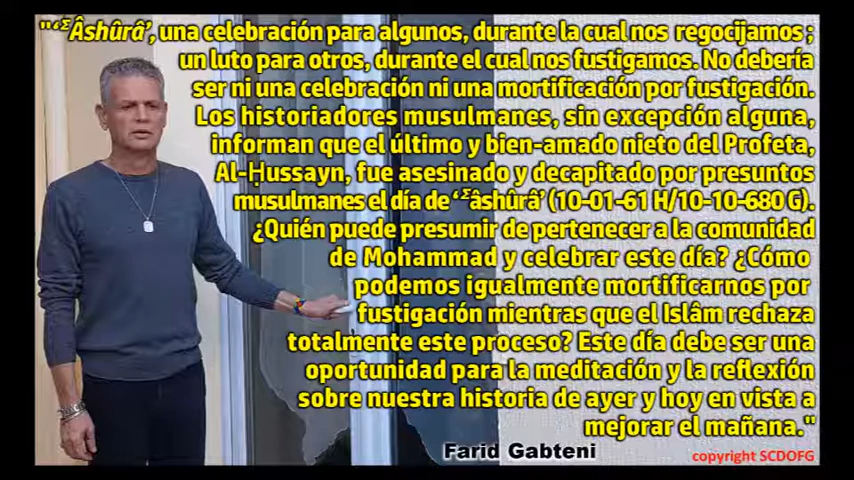 "‘ᵋÂshûrâ’, una celebración para algunos, durante la cual nos regocijamos ;
un luto para otros, durante el cual nos fustigamos. No debería
ser ni una celebración ni una mortificación por fustigación.
Los historiadores musulmanes, sin excepción alguna,
informan que el último y bien-amado nieto del Profeta,
Al-Ḥussayn, fue asesinado y decapitado por presuntos
musulmanes el día de ‘ᵋâshûrâ’ (10-01-61 H/10-10-680 G).
¿Quién puede presumir de pertenecer a la comunidad
de Mohammad y celebrar este día? ¿Cómo
podemos igualmente mortificarnos por
fustigación mientras que el Islâm rechaza
totalmente este proceso? Este día debe ser una
oportunidad para la meditación y la reflexión
sobre nuestra historia de ayer y hoy en vista a
mejorar el mañana."
Farid Gabteni
copyright SCDOFG